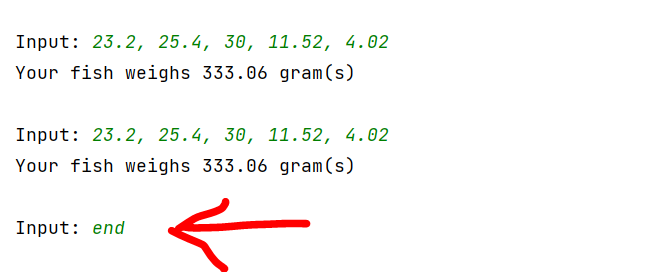 Input: 23.2, 25.4, 30, 11.52, 4.02
Your fish weighs 333.06 gram(s)
Input: 23.2, 25.4, 30, 11.52, 4.02
Your fish weighs 333.06 gram(s)
Input: end